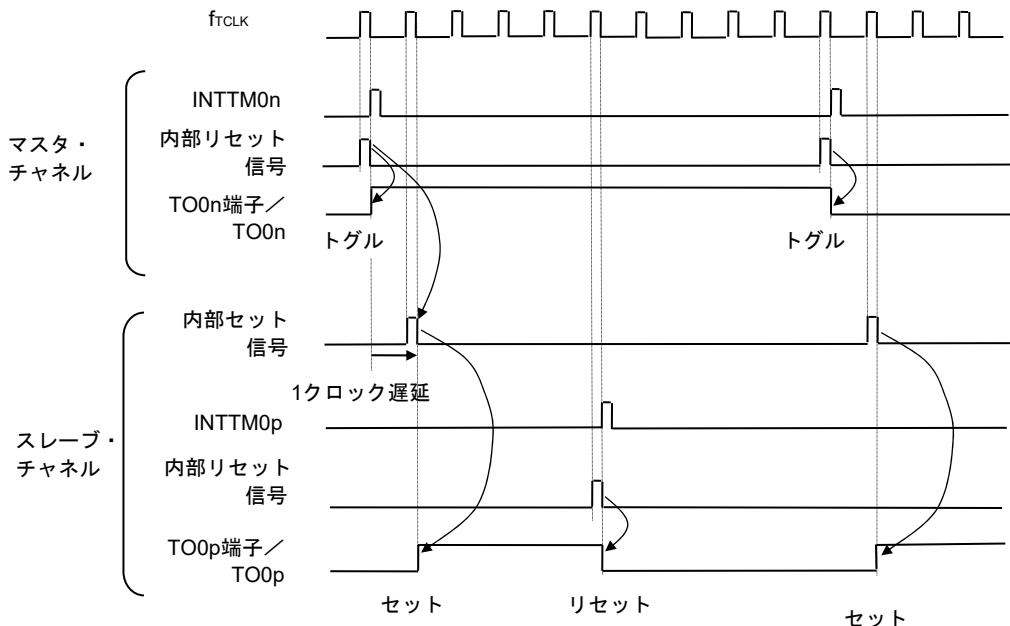 fTCLK
マスタ・
チャネル
INTTM0n
内部リセット
信号
TO0n端子／
TO0n
トグル
トグル
スレーブ・
チャネル
内部セット
信号
1クロック遅延
INTTM0p
内部リセット
信号
TO0p端子／
TO0p
セット
リセット
セット